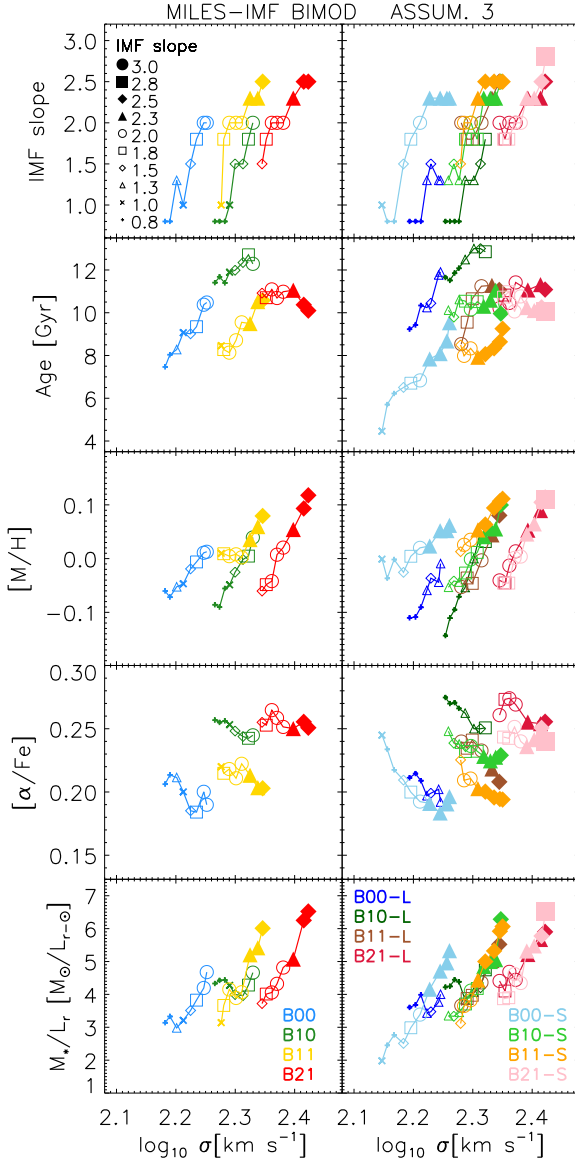 MILES-IMF BIMOD ASSUM. 3
IMF slope
3.0
2.8
2.5
2.3
2.0
1.8
1.5
1.3
1.0
0.8
IMF slope
3.0
2.5
2.0
1.5
1.0
Age [Gyr]
12
10
8
6
4
[M/H]
0.1
0.0
−0.1
[α/Fe]
0.30
0.25
0.20
0.15
M*/Lr [M⊙/Lr−⊙]
7
6
5
4
3
2
1
B00
B10
B11
B21
B00−L
B10−L
B11−L
B21−L
B00−S
B10−S
B11−S
B21−S
2.1 2.2 2.3 2.4
2.1 2.2 2.3 2.4
log10 σ[km s−1]
log10 σ[km s−1]